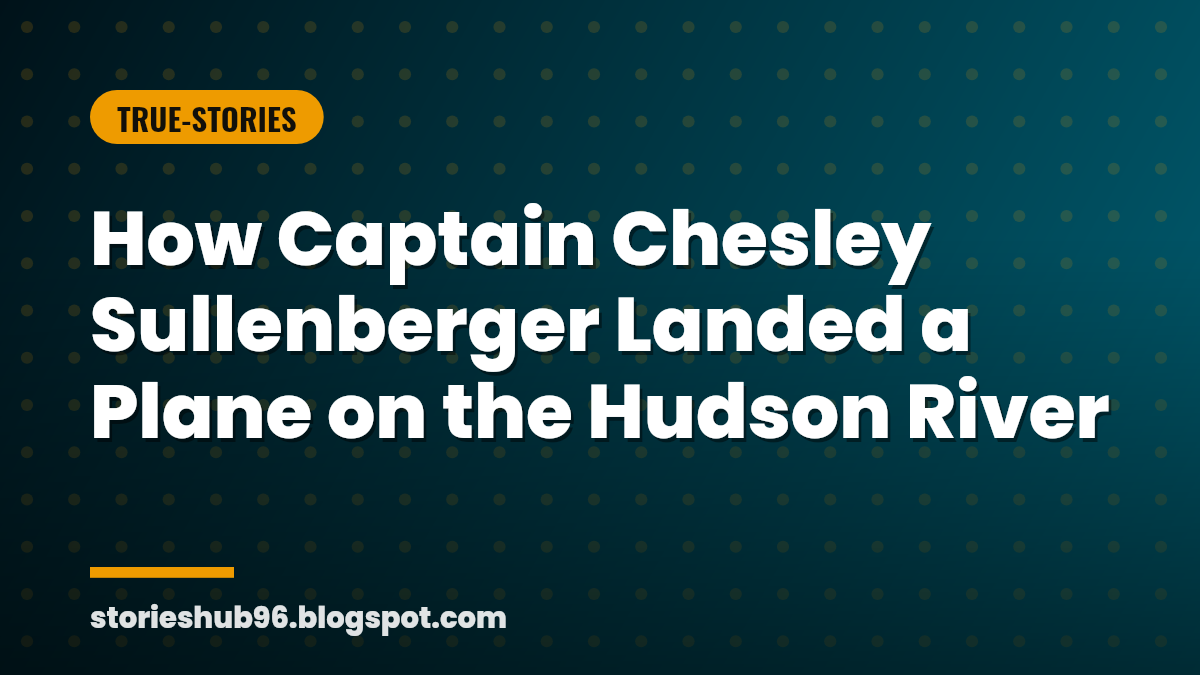 TRUE-STORIES
How Captain Chesley
Sullenberger Landed a
Plane on the Hudson River
storieshub96.blogspot.com